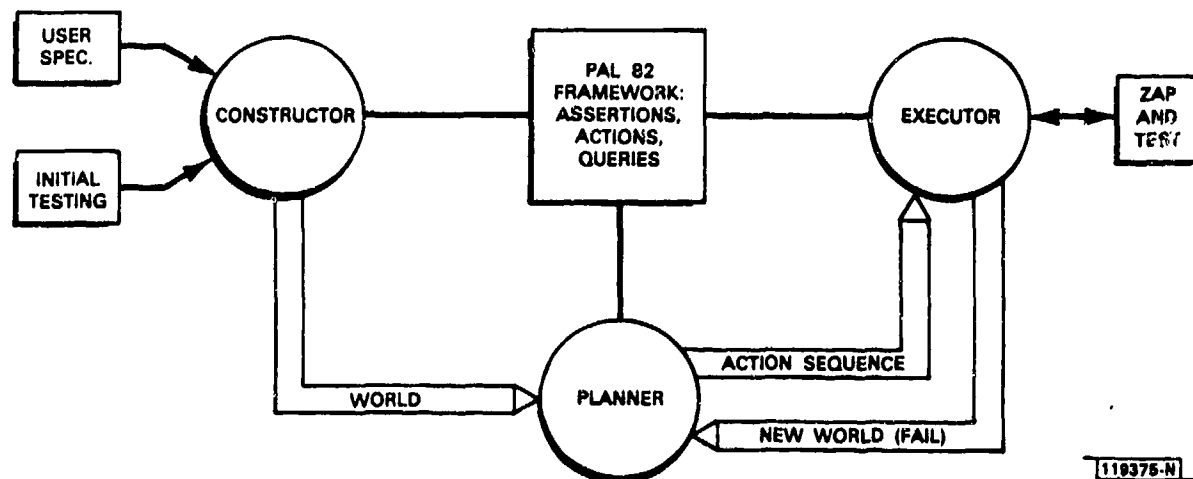 USER
SPEC.
INITIAL
TESTING
CONSTRUCTOR
PAL 82
FRAMEWORK:
ASSERTIONS,
ACTIONS,
QUERIES
EXECUTOR
ZAP
AND
TEST
ACTION SEQUENCE
WORLD
PLANNER
NEW WORLD (FAIL)
119375-N